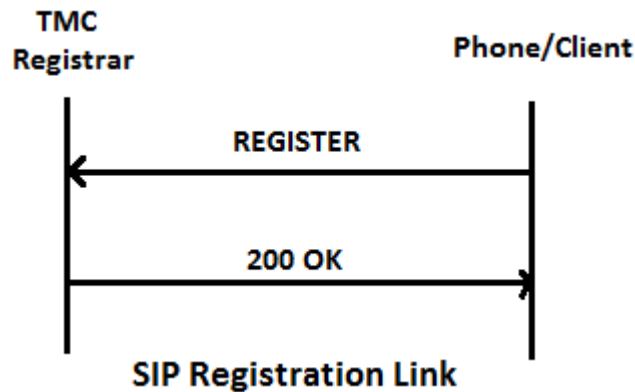 TMC
Registrar
Phone/Client
REGISTER
200 OK
SIP Registration Link